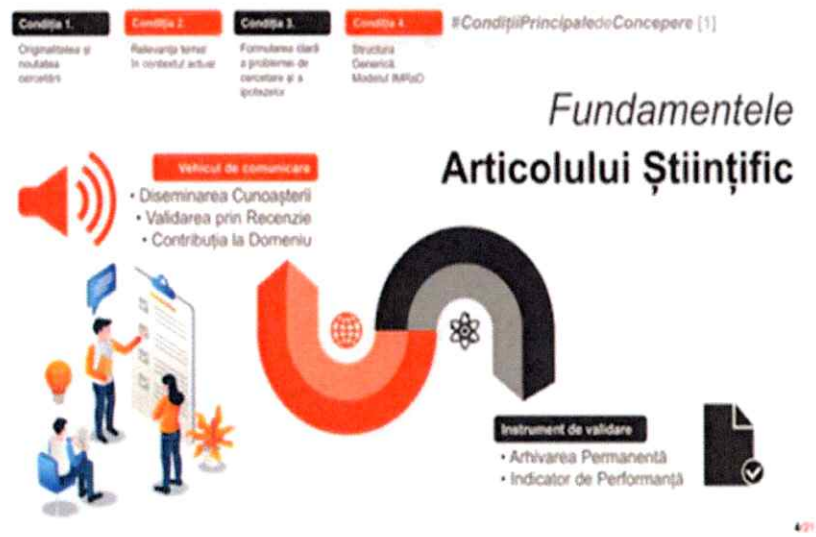 Condiția 1.
Originalitatea și
noutatea
cercetării
Condiția 2.
Relevanța temei
în contextul actual
Condiția 3.
Formularea clară
a problemei de
cercetare și a
ipotezelor
Condiția 4.
Structura
Generică
Modelul IMRaD
#CondițiiPrincipaledeConcepere [1]
Fundamentele
Articolului Științific
Vehicul de comunicare
• Diseminarea Cunoașterii
• Validarea prin Recenzie
• Contribuția la Domeniu
Instrument de validare
• Arhivarea Permanentă
• Indicator de Performanță
4/21